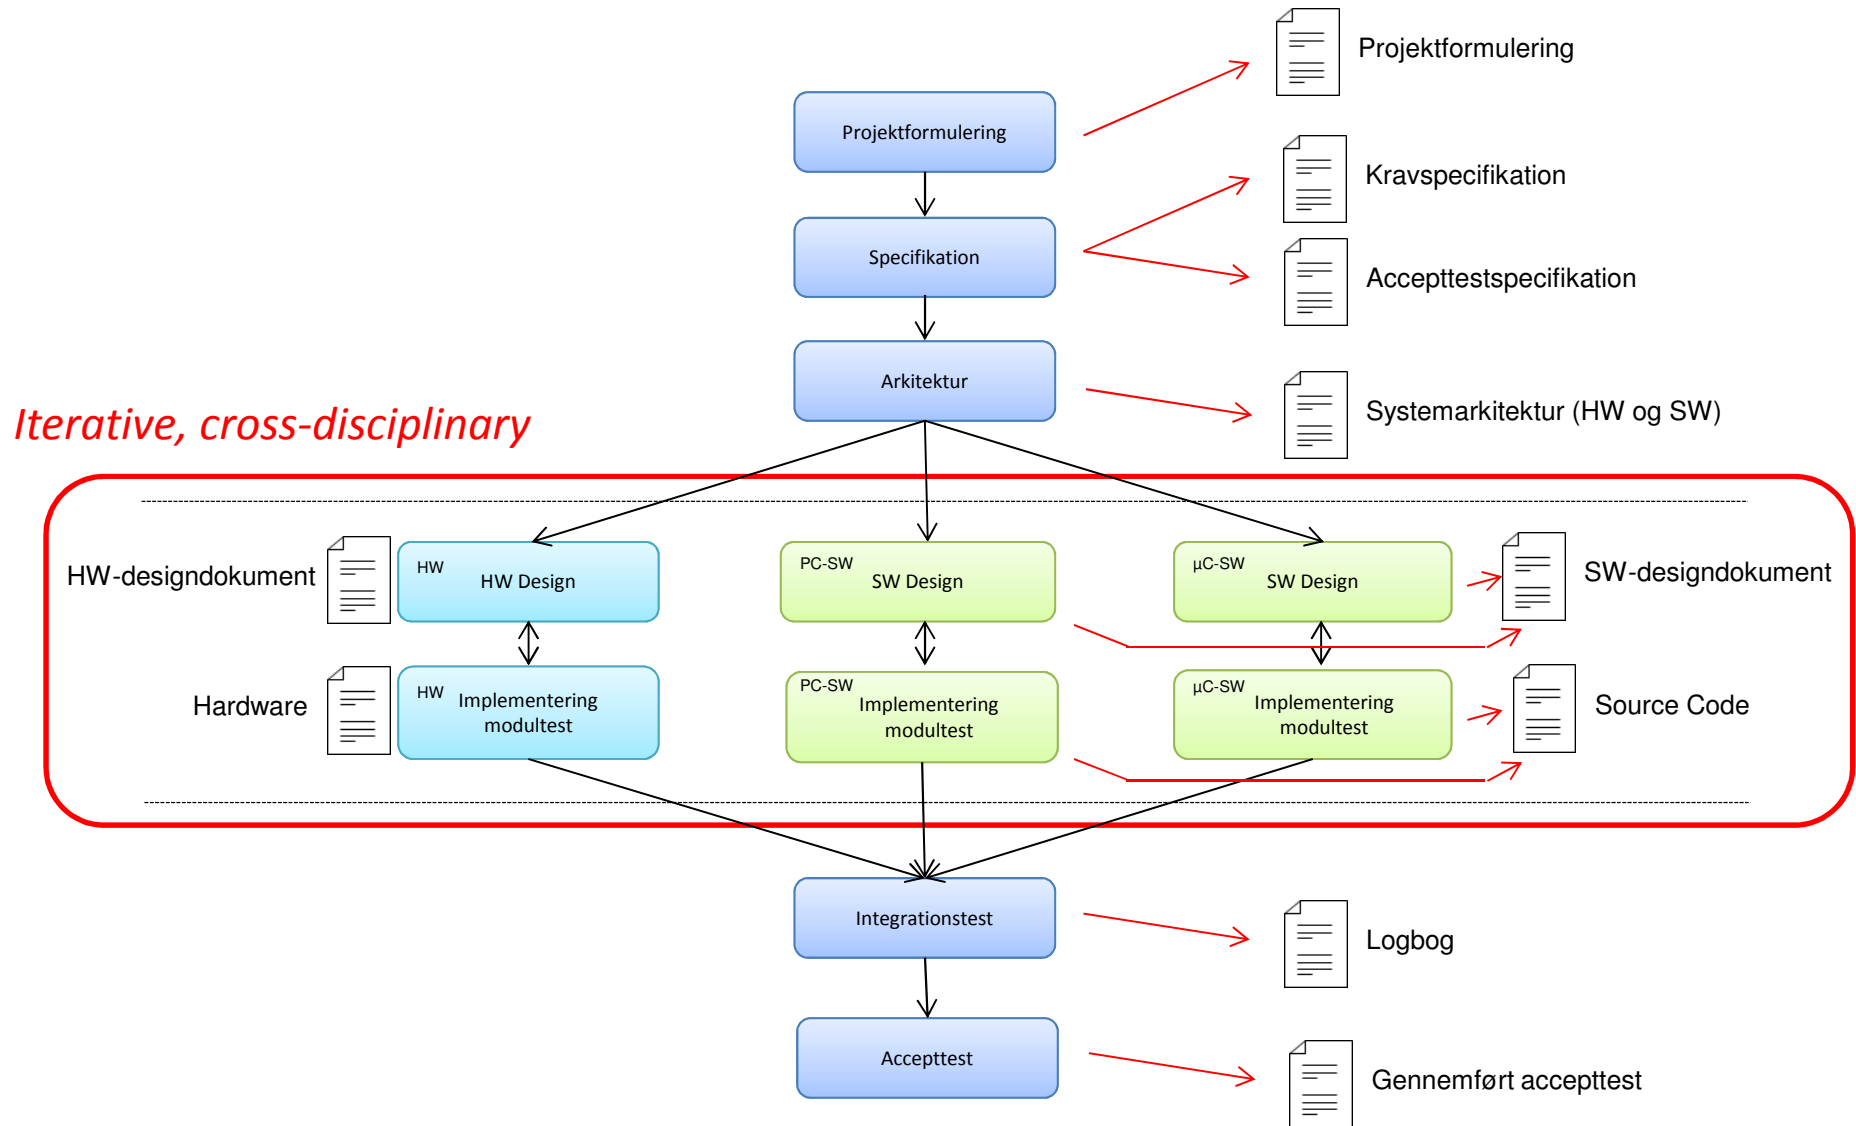 Projektformulering
Projektformulering
Kravspecifikation
Specifikation
Accepttestspecifikation
Arkitektur
Systemarkitektur (HW og SW)
Iterative, cross-disciplinary
HW-designdokument
HW
HW Design
PC-SW
SW Design
µC-SW
SW Design
SW-designdokument
Hardware
HW
Implementering
modultest
PC-SW
Implementering
modultest
µC-SW
Implementering
modultest
Source Code
Integrationstest
Logbog
Accepttest
Gennemført accepttest